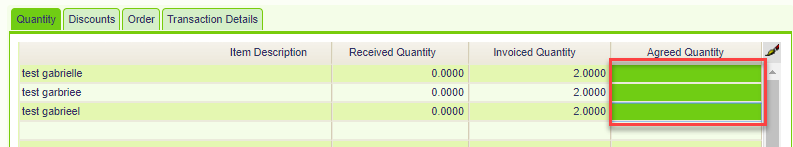 Quantity Discounts Order Transaction Details
Item Description Received Quantity Invoiced Quantity Agreed Quantity
test gabrielle 0.0000 2.0000
test garbriee 0.0000 2.0000
test gabrieel 0.0000 2.0000